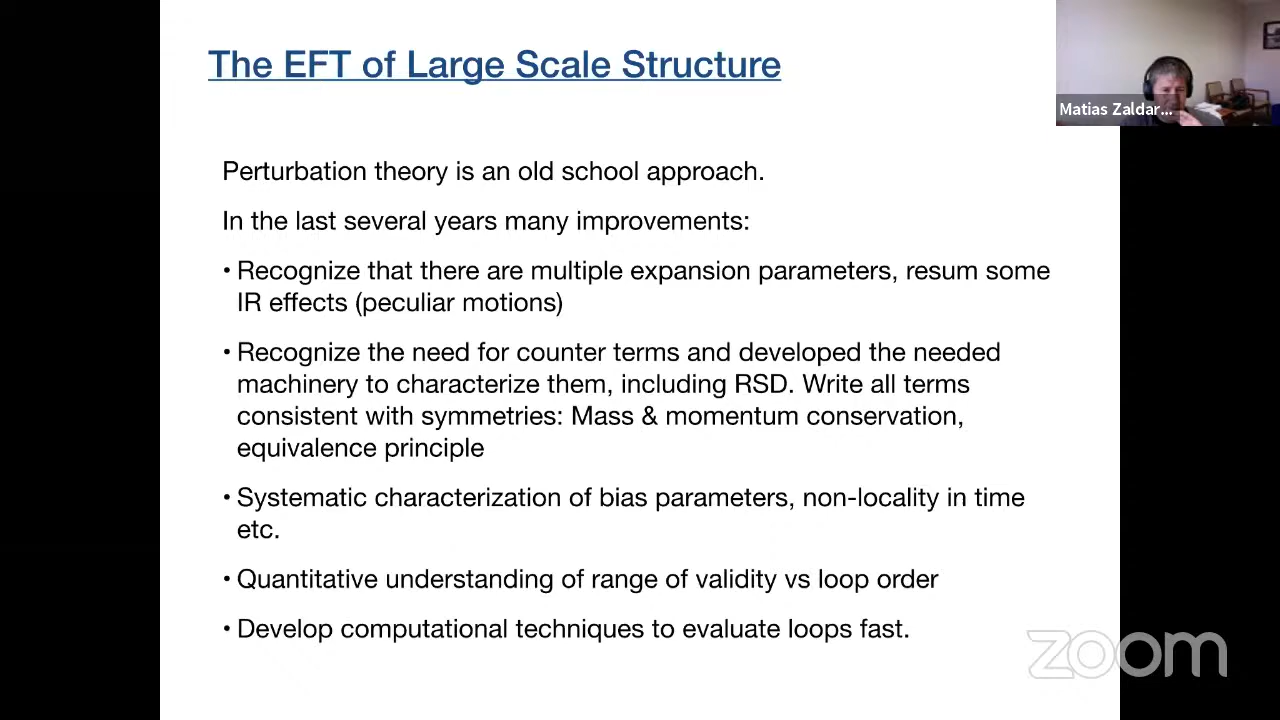 The EFT of Large Scale Structure
Matias Zaldar...
Perturbation theory is an old school approach.
In the last several years many improvements:
• Recognize that there are multiple expansion parameters, resum some
IR effects (peculiar motions)
• Recognize the need for counter terms and developed the needed
machinery to characterize them, including RSD. Write all terms
consistent with symmetries: Mass & momentum conservation,
equivalence principle
• Systematic characterization of bias parameters, non-locality in time
etc.
• Quantitative understanding of range of validity vs loop order
• Develop computational techniques to evaluate loops fast.
zoom